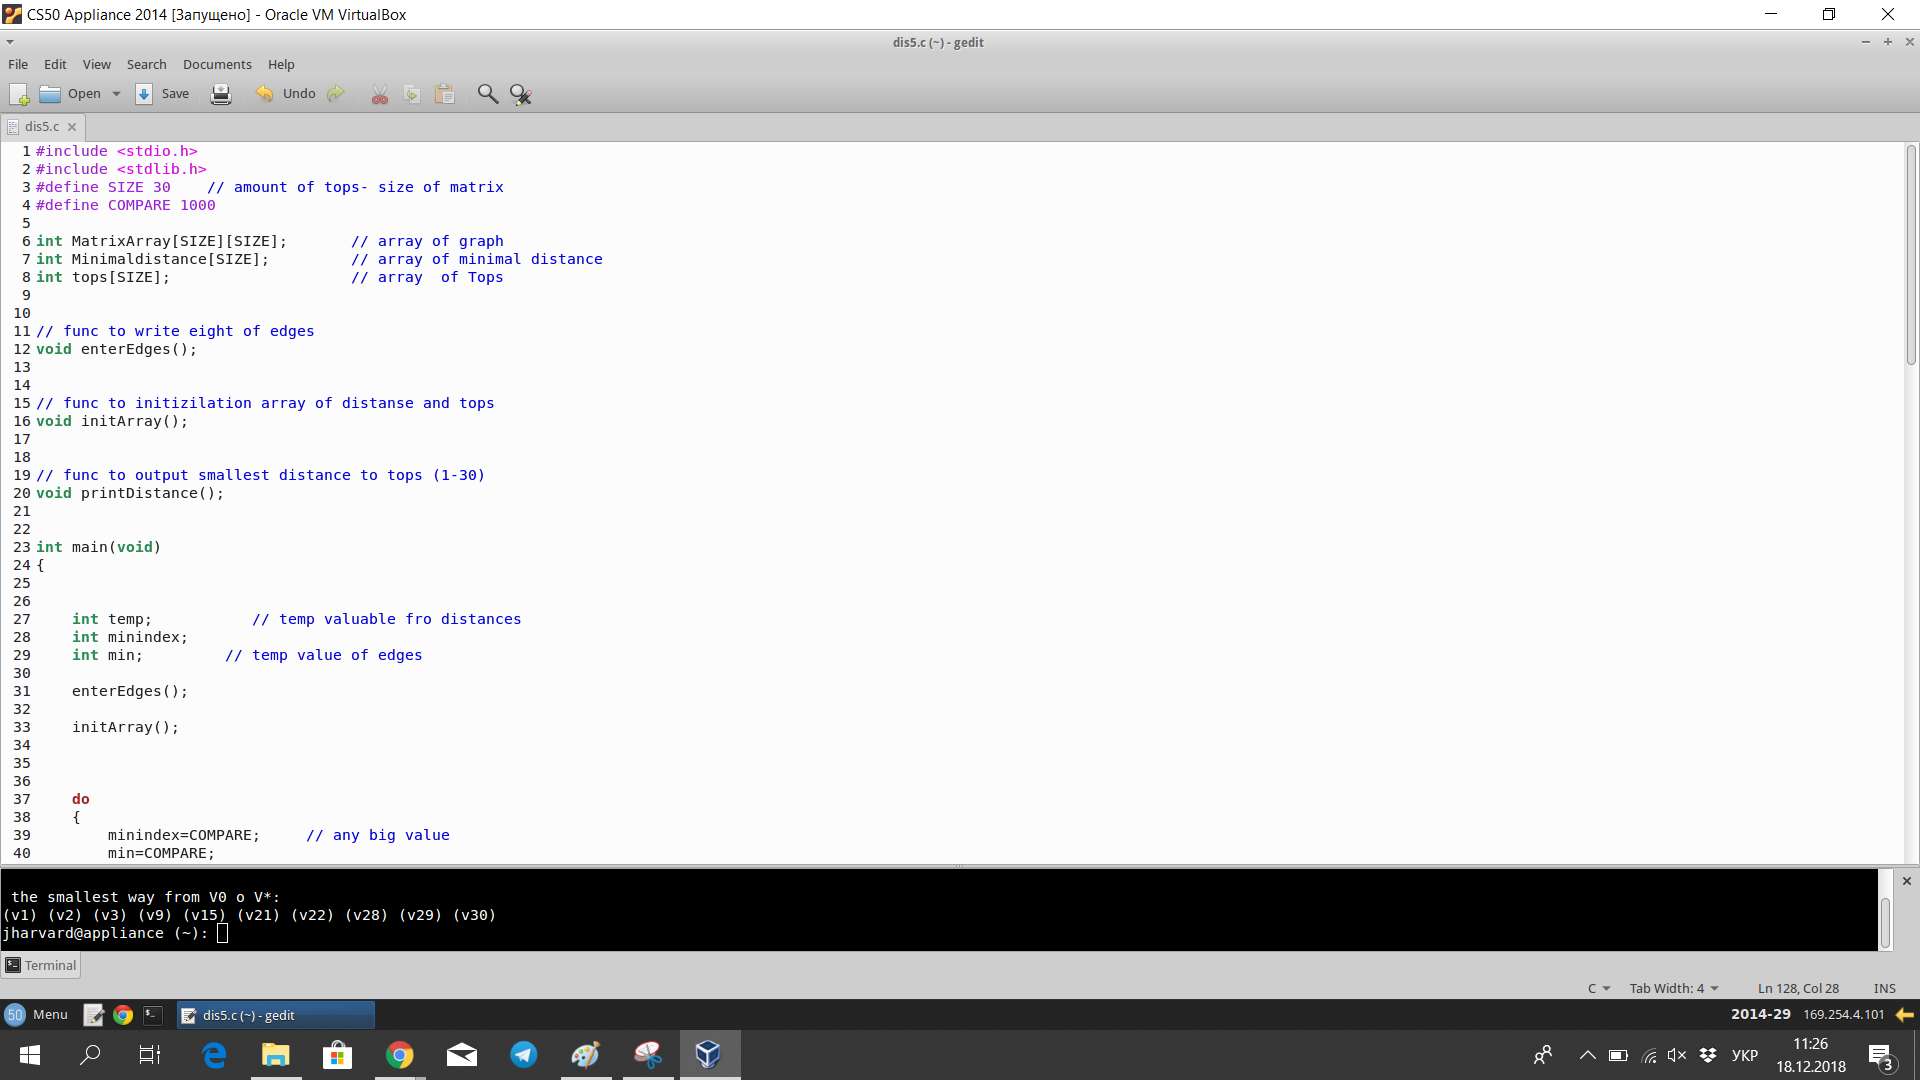 CS50 Appliance 2014 [Запущено] - Oracle VM VirtualBox
dis5.c (~) - gedit
File Edit View Search Documents Help
Open Save Undo
dis5.c
1 #include <stdio.h>
2 #include <stdlib.h>
3 #define SIZE 30    // amount of tops- size of matrix
4 #define COMPARE 1000
5
6 int MatrixArray[SIZE][SIZE];       // array of graph
7 int Minimaldistance[SIZE];         // array of minimal distance
8 int tops[SIZE];                    // array  of Tops
9
10
11 // func to write eight of edges
12 void enterEdges();
13
14
15 // func to initizilation array of distanse and tops
16 void initArray();
17
18
19 // func to output smallest distance to tops (1-30)
20 void printDistance();
21
22
23 int main(void)
24 {
25
26
27     int temp;           // temp valuable fro distances
28     int minindex;
29     int min;         // temp value of edges
30
31     enterEdges();
32
33     initArray();
34
35
36
37     do
38     {
39         minindex=COMPARE;     // any big value
40         min=COMPARE;
the smallest way from V0 o V*:
(v1) (v2) (v3) (v9) (v15) (v21) (v22) (v28) (v29) (v30)
jharvard@appliance (~):
Terminal
C Tab Width: 4 Ln 128, Col 28 INS
50 Menu dis5.c (~) - gedit 2014-29 169.254.4.101
УКР 11:26
18.12.2018
3